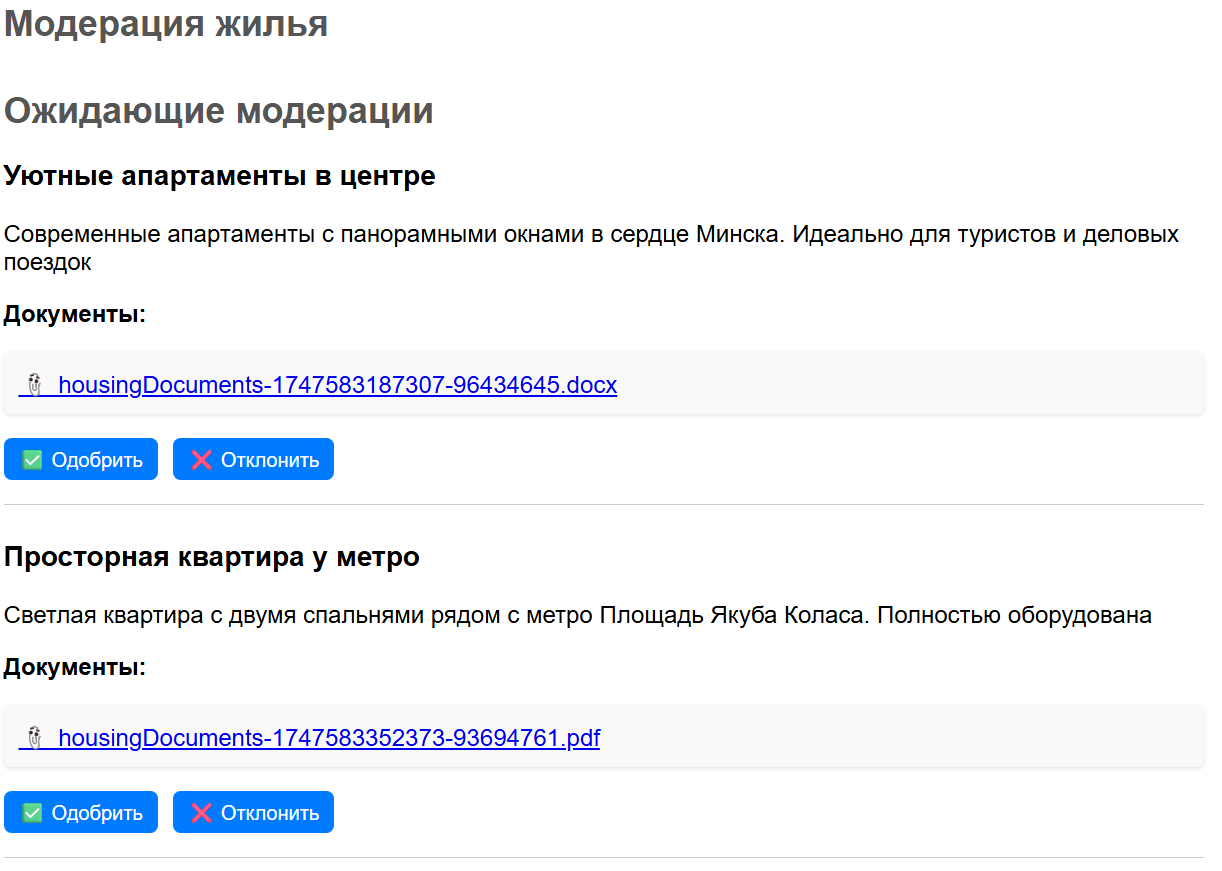 Модерация жилья
Ожидающие модерации
Уютные апартаменты в центре
Современные апартаменты с панорамными окнами в сердце Минска. Идеально для туристов и деловых
поездок
Документы:
housingDocuments-1747583187307-96434645.docx
Одобрить Отклонить
Просторная квартира у метро
Светлая квартира с двумя спальнями рядом с метро Площадь Якуба Коласа. Полностью оборудована
Документы:
housingDocuments-1747583352373-93694761.pdf
Одобрить Отклонить